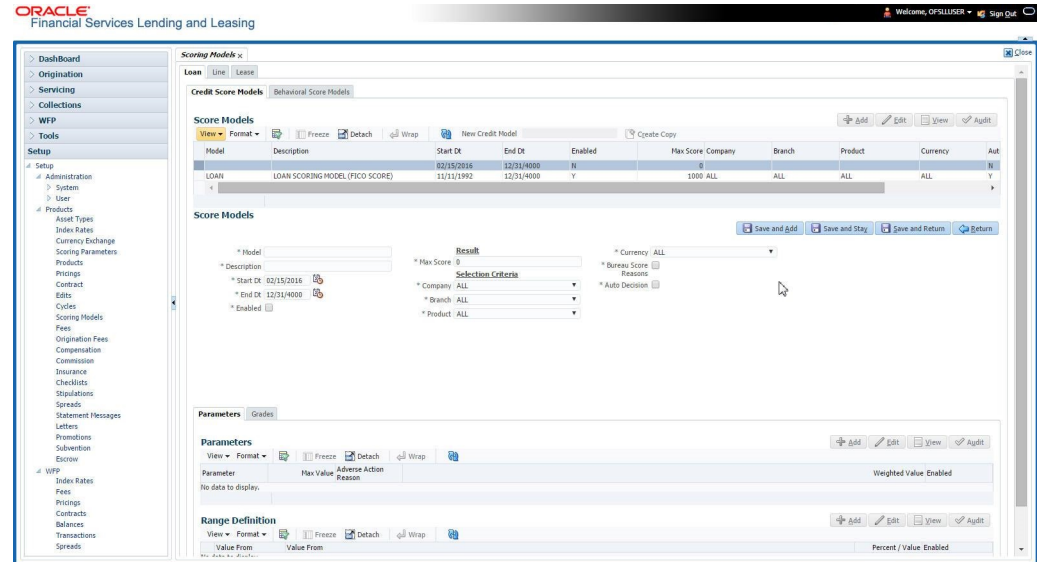 ORACLE
Financial Services Lending and Leasing
Welcome, OFSLLUSER
Sign Out
DashBoard
Origination
Servicing
Collections
WFP
Tools
Setup
Setup
Administration
System
User
Products
Asset Types
Index Rates
Currency Exchange
Scoring Parameters
Products
Pricings
Contract
Edits
Cycles
Scoring Models
Fees
Origination Fees
Compensation
Commission
Insurance
Checklists
Stipulations
Spreads
Statement Messages
Letters
Promotions
Subvention
Escrow
WFP
Index Rates
Fees
Pricings
Contracts
Balances
Transactions
Spreads
Scoring Models x
Close
Loan Line Lease
Credit Score Models Behavioral Score Models
Score Models
Add Edit View Audit
View Format Freeze Detach Wrap New Credit Model Create Copy
Model Description Start Dt End Dt Enabled Max Score Company Branch Product Currency Aut
02/15/2016 12/31/4000 N 0 N
LOAN LOAN SCORING MODEL (FICO SCORE) 11/11/1992 12/31/4000 Y 1000 ALL ALL ALL ALL Y
Score Models
Save and Add Save and Stay Save and Return Return
* Model
* Description
* Start Dt 02/15/2016
* End Dt 12/31/4000
* Enabled
Result
* Max Score 0
Selection Criteria
* Company ALL
* Branch ALL
* Product ALL
* Currency ALL
* Bureau Score Reasons
* Auto Decision
Parameters Grades
Parameters
Add Edit View Audit
View Format Freeze Detach Wrap
Parameter Max Value Adverse Action Reason Weighted Value Enabled
No data to display.
Range Definition
Add Edit View Audit
View Format Freeze Detach Wrap
Value From Value From Percent / Value Enabled